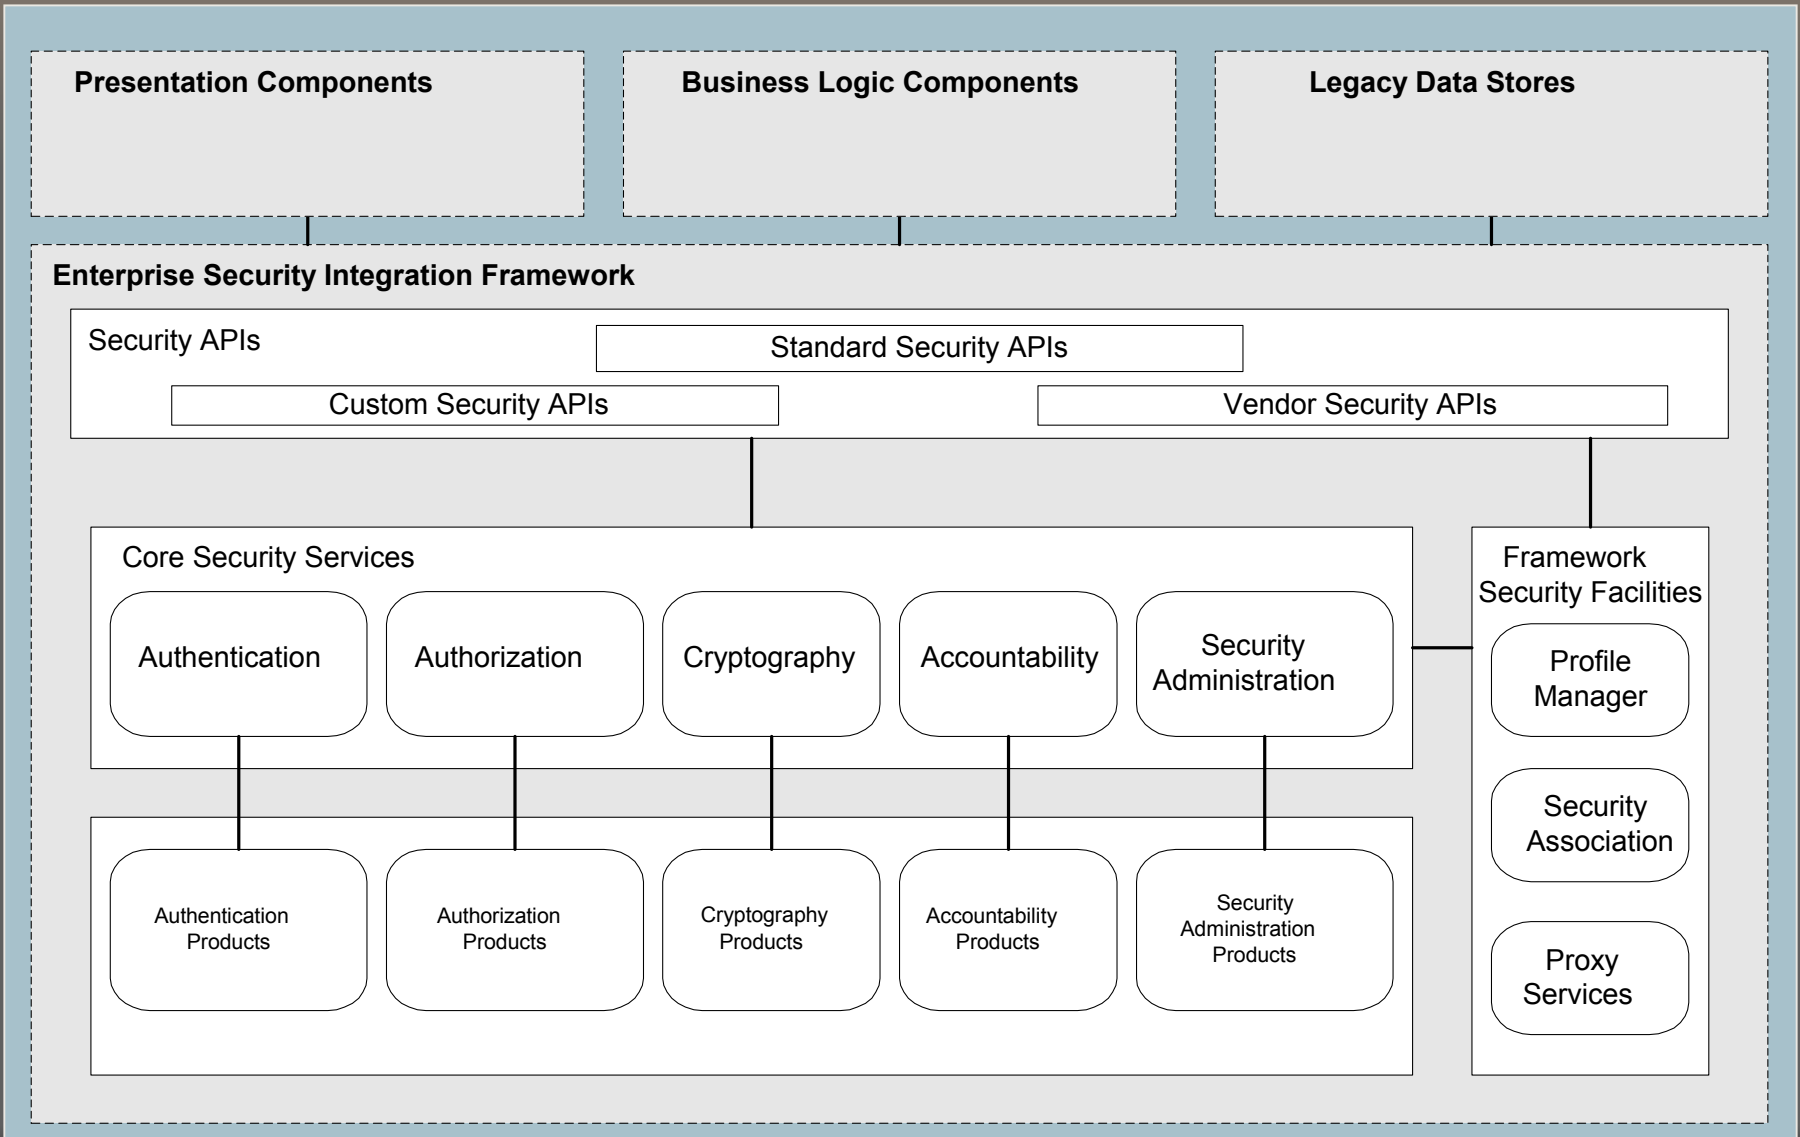 Presentation Components
Business Logic Components
Legacy Data Stores
Enterprise Security Integration Framework
Security APIs
Standard Security APIs
Custom Security APIs
Vendor Security APIs
Core Security Services
Authentication
Authorization
Cryptography
Accountability
Security
Administration
Authentication
Products
Authorization
Products
Cryptography
Products
Accountability
Products
Security
Administration
Products
Framework
Security Facilities
Profile
Manager
Security
Association
Proxy
Services